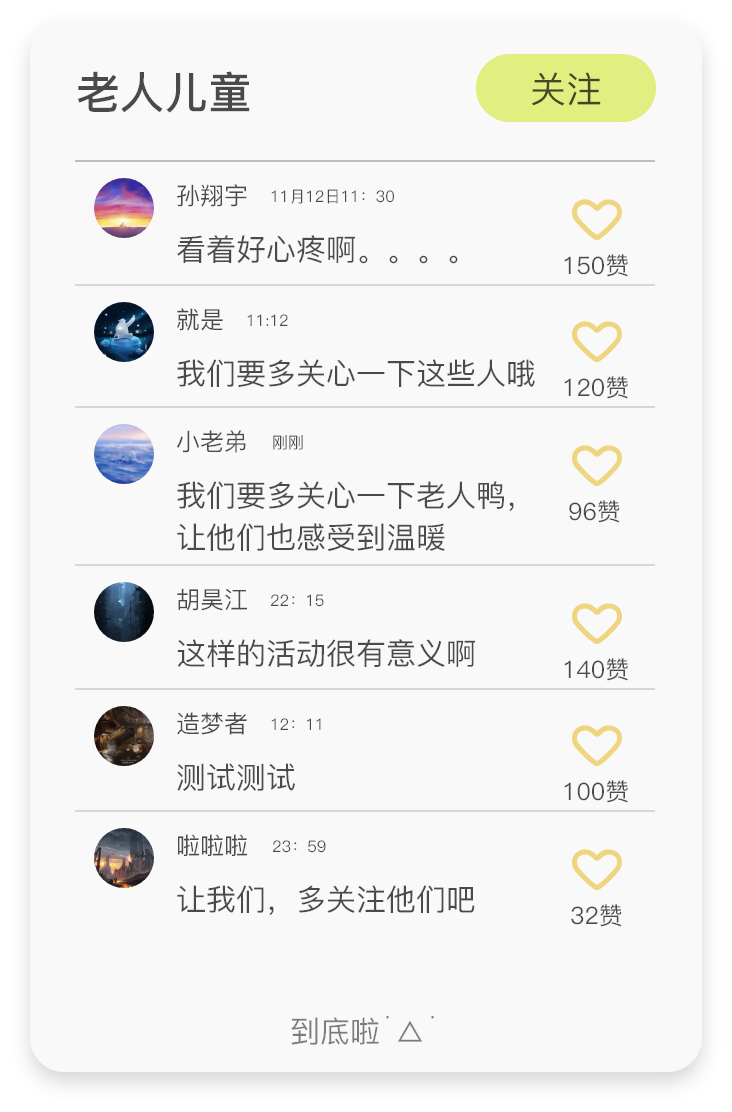 老人儿童
关注
孙翔宇 11月12日11：30
看着好心疼啊。。。。
150赞
就是 11:12
我们要多关心一下这些人哦
120赞
小老弟 刚刚
我们要多关心一下老人鸭，
让他们也感受到温暖
96赞
胡昊江 22：15
这样的活动很有意义啊
140赞
造梦者 12：11
测试测试
100赞
啦啦啦 23：59
让我们，多关注他们吧
32赞
到底啦˙△˙